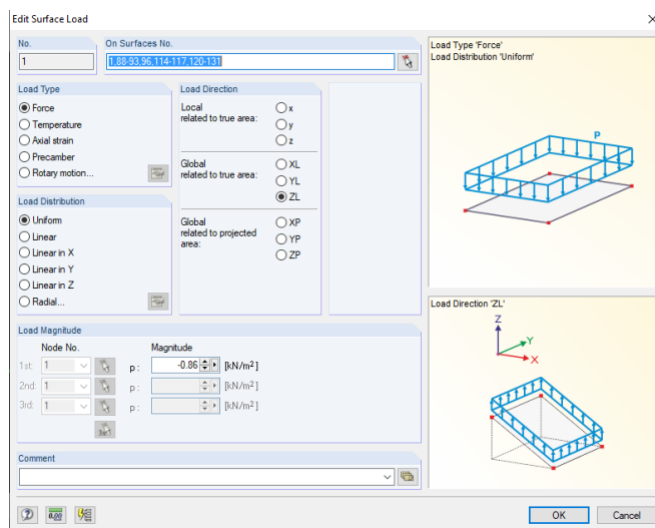 Edit Surface Load
No.
On Surfaces No.
1
1,88-93,96,114-117,120-131
Load Type
Force
Temperature
Axial strain
Precamber
Rotary motion...
Load Direction
Local
related to true area:
x
y
z
Global
related to true area:
XL
YL
ZL
Global
related to projected
area:
XP
YP
ZP
Load Distribution
Uniform
Linear
Linear in X
Linear in Y
Linear in Z
Radial...
Load Magnitude
Node No.
Magnitude
1st: 1 p : -0.86 [kN/m²]
2nd: 1 p : [kN/m²]
3rd: 1 p : [kN/m²]
Comment
Load Type 'Force'
Load Distribution 'Uniform'
P
Load Direction 'ZL'
Z
Y
X
0.00
OK
Cancel